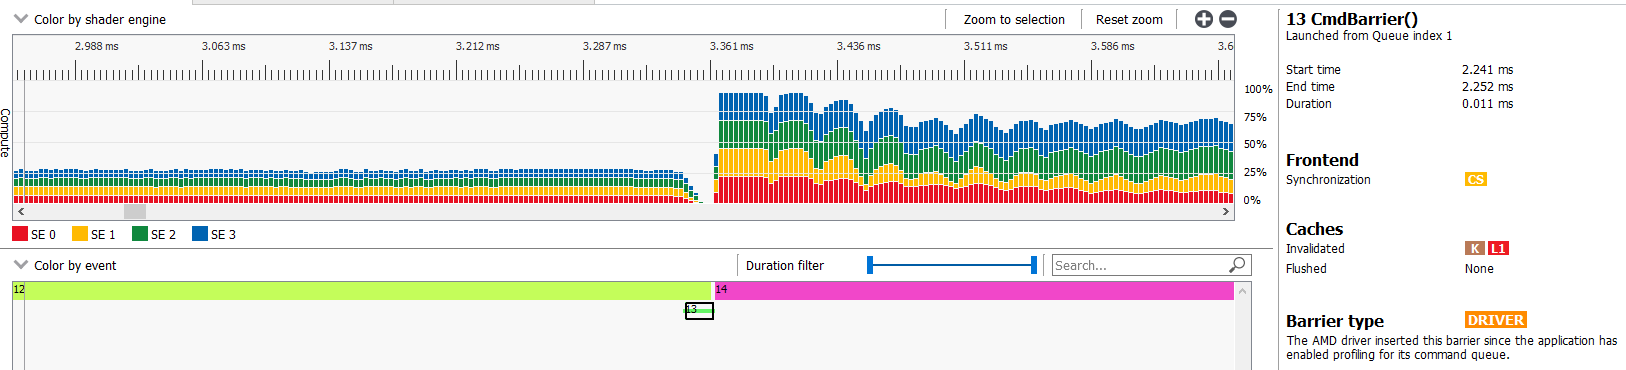 Color by shader engine
Zoom to selection
Reset zoom
2.988 ms 3.063 ms 3.137 ms 3.212 ms 3.287 ms 3.361 ms 3.436 ms 3.511 ms 3.586 ms 3.6
Compute
100%
75%
50%
25%
0%
SE 0 SE 1 SE 2 SE 3
Color by event
Duration filter
Search...
12 14
13
13 CmdBarrier()
Launched from Queue index 1
Start time 2.241 ms
End time 2.252 ms
Duration 0.011 ms
Frontend
Synchronization CS
Caches
Invalidated K L1
Flushed None
Barrier type DRIVER
The AMD driver inserted this barrier since the application has
enabled profiling for its command queue.